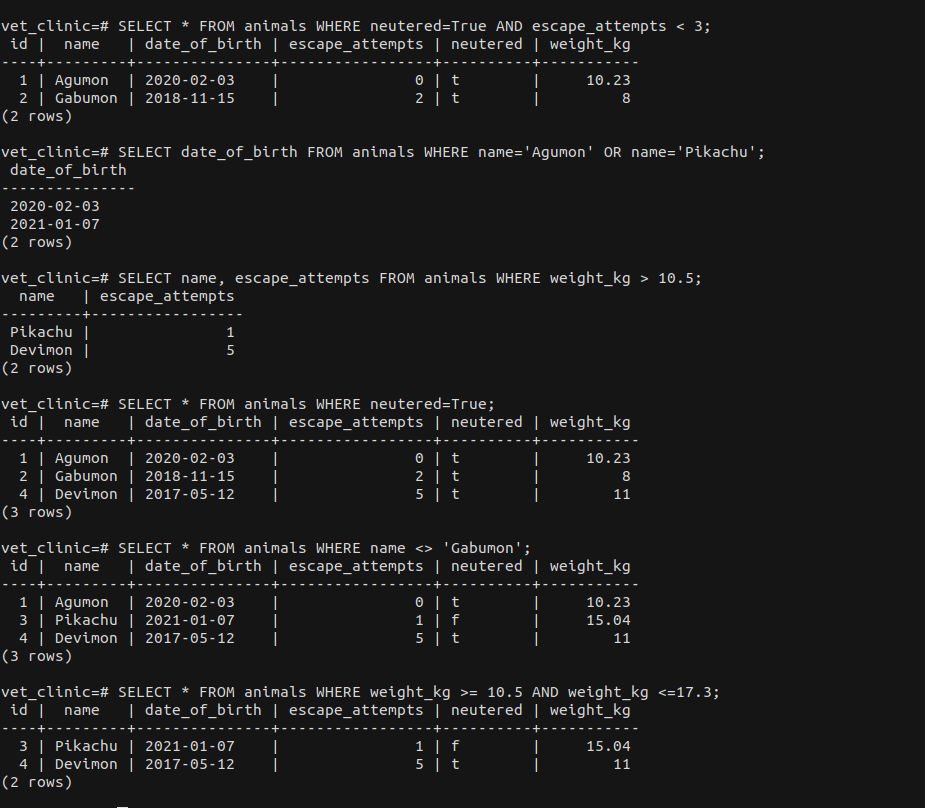 vet_clinic=# SELECT * FROM animals WHERE neutered=True AND escape_attempts < 3;
 id |  name   | date_of_birth | escape_attempts | neutered | weight_kg
----+---------+---------------+-----------------+----------+-----------
  1 | Agumon  | 2020-02-03    |               0 | t        |     10.23
  2 | Gabumon | 2018-11-15    |               2 | t        |         8
(2 rows)

vet_clinic=# SELECT date_of_birth FROM animals WHERE name='Agumon' OR name='Pikachu';
 date_of_birth
---------------
 2020-02-03
 2021-01-07
(2 rows)

vet_clinic=# SELECT name, escape_attempts FROM animals WHERE weight_kg > 10.5;
  name   | escape_attempts
---------+-----------------
 Pikachu |               1
 Devimon |               5
(2 rows)

vet_clinic=# SELECT * FROM animals WHERE neutered=True;
 id |  name   | date_of_birth | escape_attempts | neutered | weight_kg
----+---------+---------------+-----------------+----------+-----------
  1 | Agumon  | 2020-02-03    |               0 | t        |     10.23
  2 | Gabumon | 2018-11-15    |               2 | t        |         8
  4 | Devimon | 2017-05-12    |               5 | t        |        11
(3 rows)

vet_clinic=# SELECT * FROM animals WHERE name <> 'Gabumon';
 id |  name   | date_of_birth | escape_attempts | neutered | weight_kg
----+---------+---------------+-----------------+----------+-----------
  1 | Agumon  | 2020-02-03    |               0 | t        |     10.23
  3 | Pikachu | 2021-01-07    |               1 | f        |     15.04
  4 | Devimon | 2017-05-12    |               5 | t        |        11
(3 rows)

vet_clinic=# SELECT * FROM animals WHERE weight_kg >= 10.5 AND weight_kg <=17.3;
 id |  name   | date_of_birth | escape_attempts | neutered | weight_kg
----+---------+---------------+-----------------+----------+-----------
  3 | Pikachu | 2021-01-07    |               1 | f        |     15.04
  4 | Devimon | 2017-05-12    |               5 | t        |        11
(2 rows)